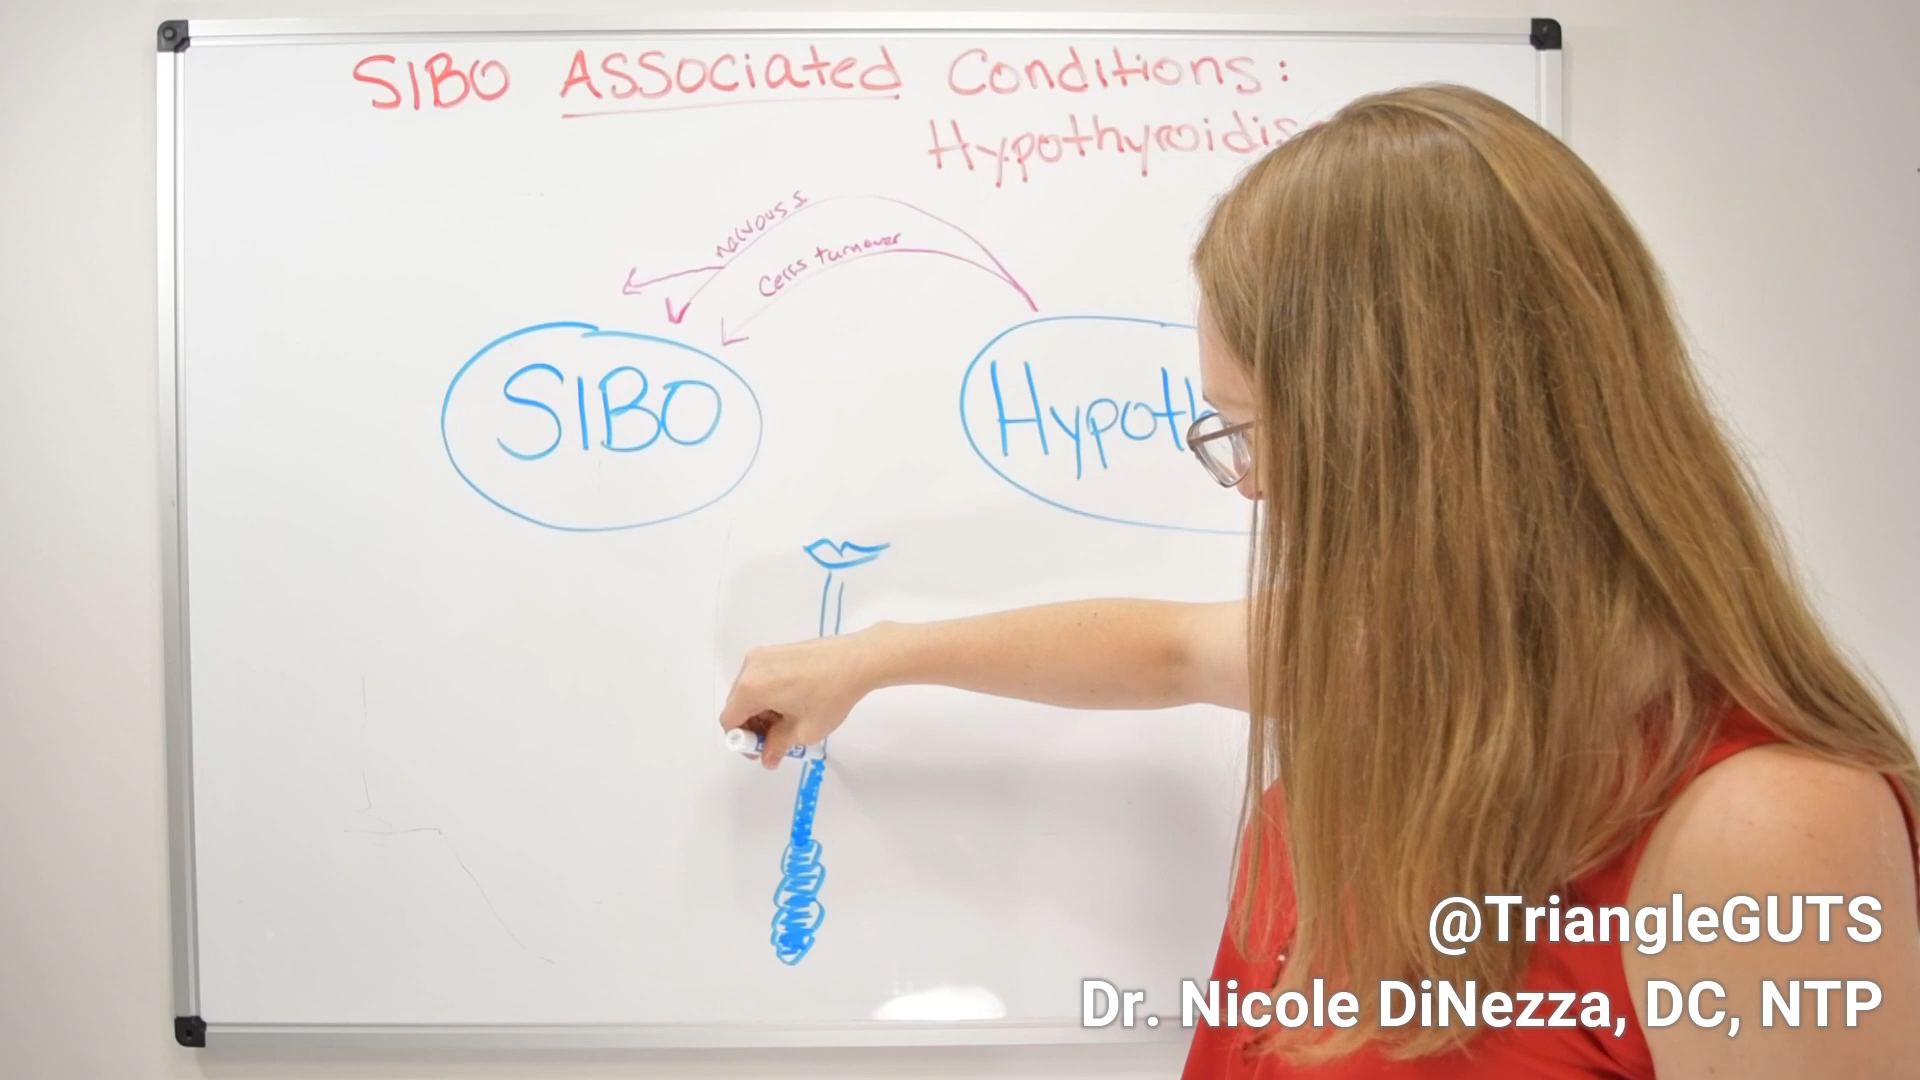 SIBO Associated Conditions:
Hypothyroidis
nervous s.
Cells turnover
SIBO
Hypoth
@TriangleGUTS
Dr. Nicole DiNezza, DC, NTP